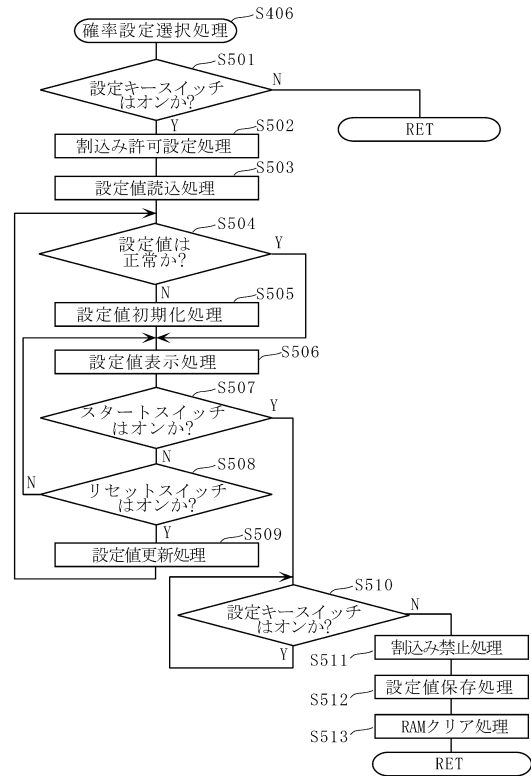 S406
確率設定選択処理
S501
設定キースイッチ
はオンか?
N
RET
Y
S502
割込み許可設定処理
S503
設定値読込処理
S504
設定値は
正常か?
Y
N
S505
設定値初期化処理
S506
設定値表示処理
S507
スタートスイッチ
はオンか?
Y
N
S508
リセットスイッチ
はオンか?
N
Y
S509
設定値更新処理
S510
設定キースイッチ
はオンか?
N
Y
S511
割込み禁止処理
S512
設定値保存処理
S513
RAMクリア処理
RET